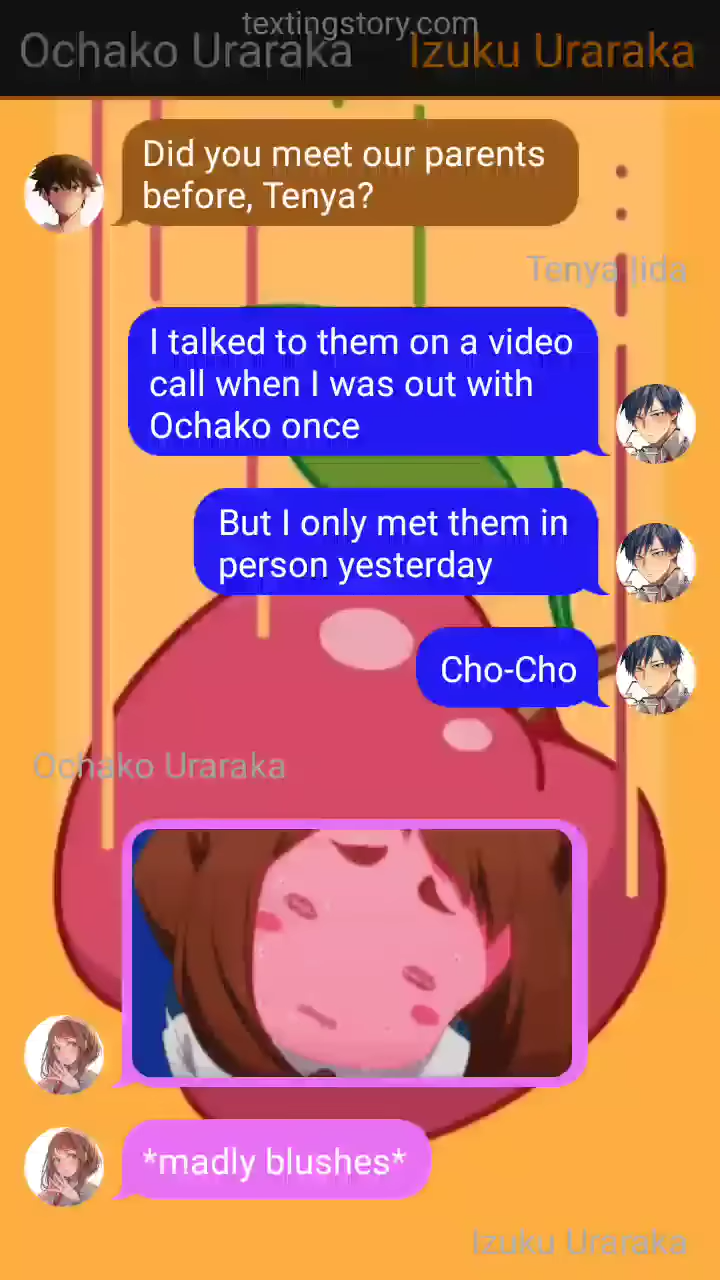 textingstory.com
Ochako Uraraka Izuku Uraraka
Did you meet our parents
before, Tenya?
Tenya Iida
I talked to them on a video
call when I was out with
Ochako once
But I only met them in
person yesterday
Cho-Cho
Ochako Uraraka
*madly blushes*
Izuku Uraraka